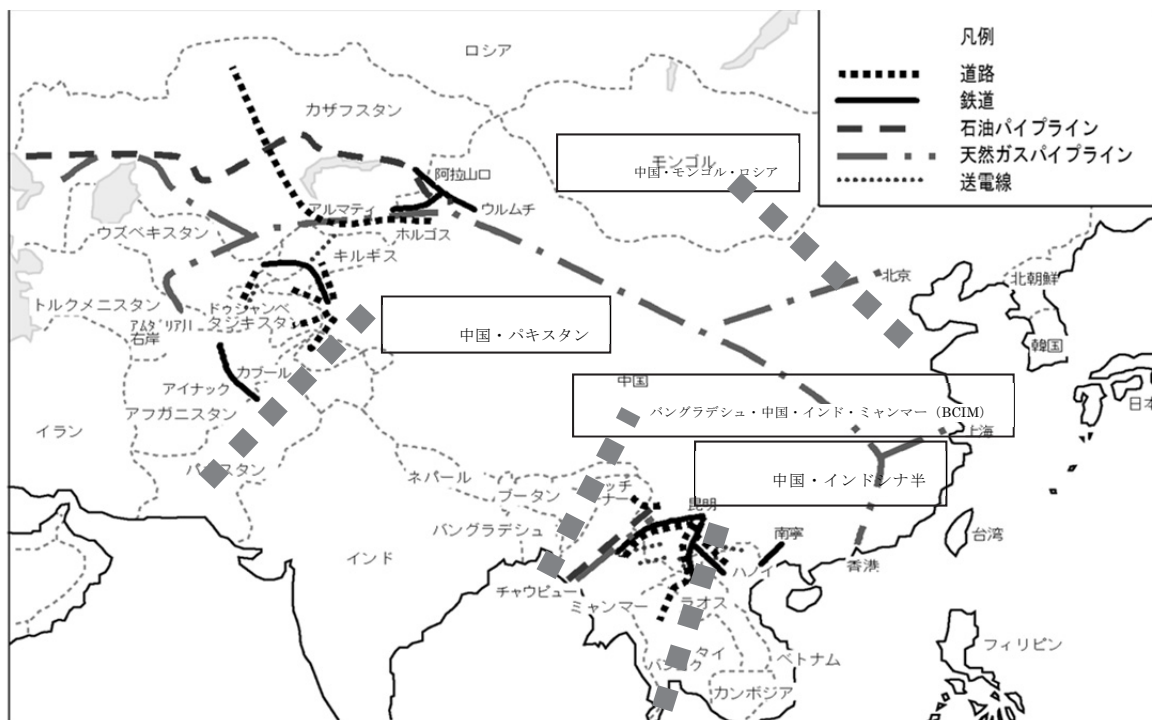 凡例
道路
鉄道
石油パイプライン
天然ガスパイプライン
送電線
ロシア
カザフスタン
モンゴル
中国・モンゴル・ロシア
阿拉山口
アルマティ
ウルムチ
ホルゴス
ウズベキスタン
キルギス
北京
北朝鮮
トルクメニスタン
ドゥシャンベ
タジキスタン
アムダリア川
右岸
中国・パキスタン
韓国
カブール
アイナック
中国
バングラデシュ・中国・インド・ミャンマー（BCIM）
日本
アフガニスタン
上海
イラン
パキスタン
中国・インドシナ半
ネパール
ブータン
昆明
バングラデシュ
南寧
台湾
インド
ハノイ
香港
チャウピュー
ミャンマー
ラオス
タイ
バンコク
ベトナム
フィリピン
カンボジア